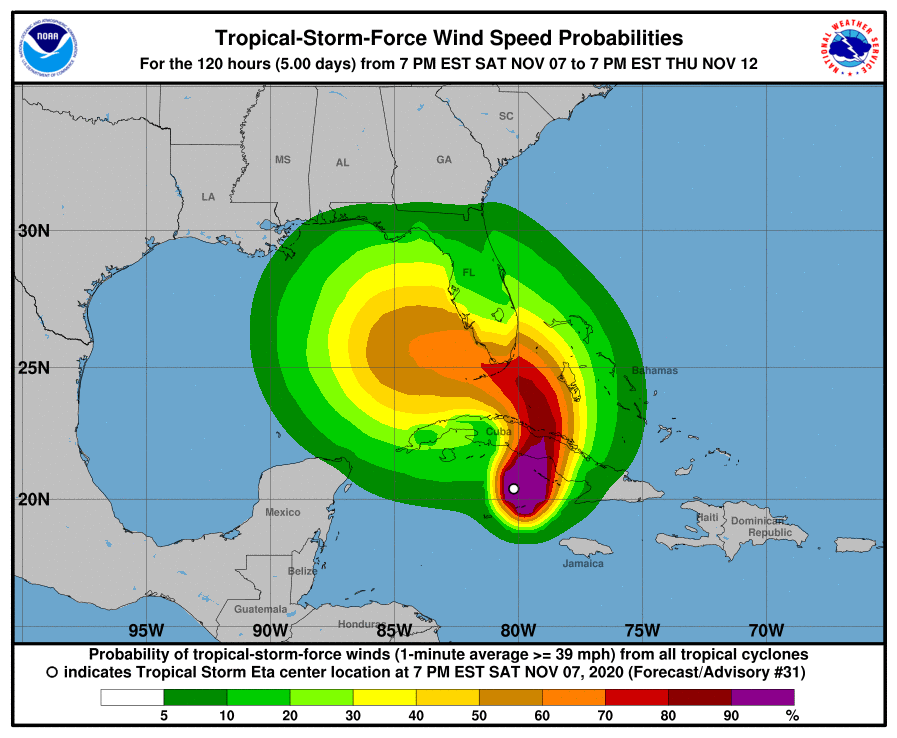 Tropical-Storm-Force Wind Speed Probabilities
For the 120 hours (5.00 days) from 7 PM EST SAT NOV 07 to 7 PM EST THU NOV 12
NOAA
NATIONAL WEATHER SERVICE
SC
MS
AL
GA
LA
30N
FL
25N
Bahamas
Cuba
20N
Mexico
Haiti
Dominican
Republic
Jamaica
Belize
Guatemala
Honduras
95W
90W
85W
80W
75W
70W
Probability of tropical-storm-force winds (1-minute average >= 39 mph) from all tropical cyclones
indicates Tropical Storm Eta center location at 7 PM EST SAT NOV 07, 2020 (Forecast/Advisory #31)
5 10 20 30 40 50 60 70 80 90 %